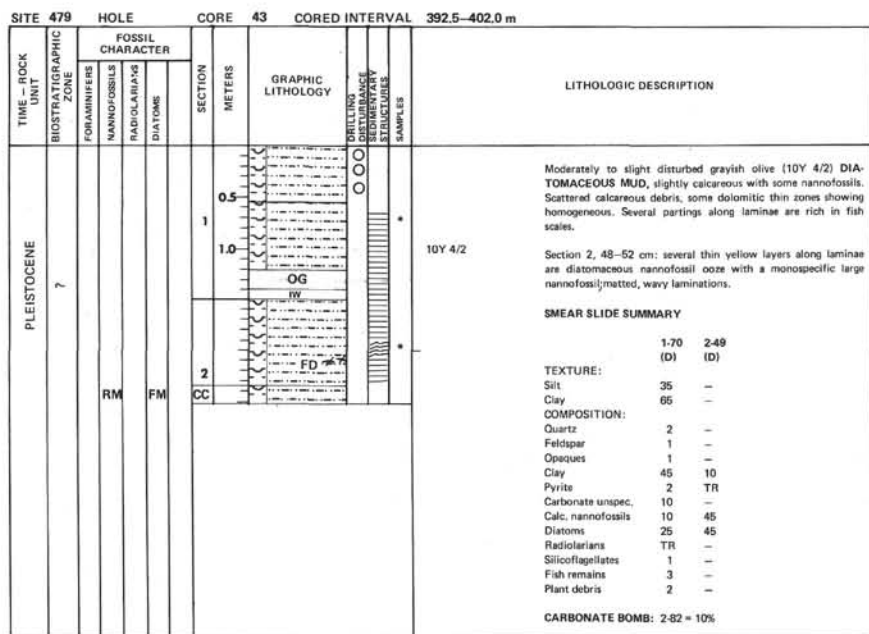 SITE 479 HOLE CORE 43 CORED INTERVAL 392.5–402.0 m
TIME – ROCK UNIT
BIOSTRATIGRAPHIC ZONE
FOSSIL CHARACTER
FORAMINIFERS
NANNOFOSSILS
RADIOLARIANS
DIATOMS
SECTION
METERS
GRAPHIC LITHOLOGY
DRILLING DISTURBANCE
SEDIMENTARY STRUCTURES
SAMPLES
LITHOLOGIC DESCRIPTION
PLEISTOCENE
?
RM
FM
1
2
CC
0.5
1.0
OG
IW
FD
*
*
10Y 4/2
Moderately to slight disturbed grayish olive (10Y 4/2) DIA-
TOMACEOUS MUD, slightly calcareous with some nannofossils.
Scattered calcareous debris, some dolomitic thin zones showing
homogeneous. Several partings along laminae are rich in fish
scales.
Section 2, 48–52 cm: several thin yellow layers along laminae
are diatomaceous nannofossil ooze with a monospecific large
nannofossil;matted, wavy laminations.
SMEAR SLIDE SUMMARY
1-70 2-49
(D) (D)
TEXTURE:
Silt 35 –
Clay 65 –
COMPOSITION:
Quartz 2 –
Feldspar 1 –
Opaques 1 –
Clay 45 10
Pyrite 2 TR
Carbonate unspec. 10 –
Calc. nannofossils 10 45
Diatoms 25 45
Radiolarians TR –
Silicoflagellates 1 –
Fish remains 3 –
Plant debris 2 –
CARBONATE BOMB: 2-82 = 10%